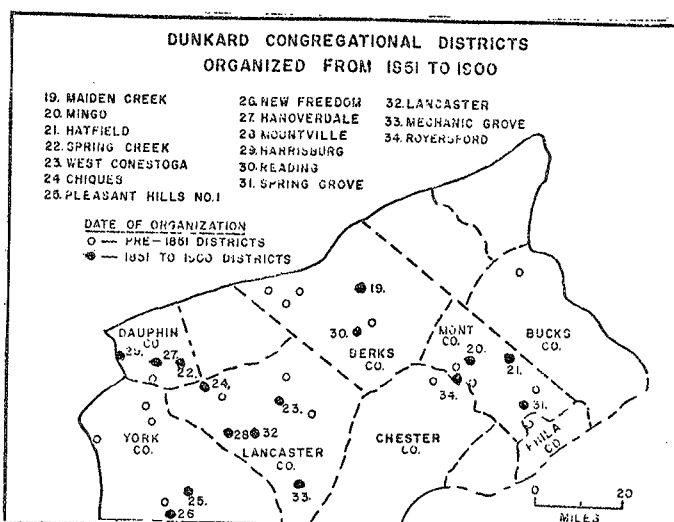 DUNKARD CONGREGATIONAL DISTRICTS
ORGANIZED FROM 1851 TO 1900
19. MAIDEN CREEK
20. MINGO
21. HATFIELD
22. SPRING CREEK
23. WEST CONESTOGA
24 CHIQUES
25. PLEASANT HILLS NO.1
26. NEW FREEDOM
27 HANOVERDALE
28 MOUNTVILLE
29. HARRISBURG
30. READING
31. SPRING GROVE
32. LANCASTER
33. MECHANIC GROVE
34. ROYERSFORD
DATE OF ORGANIZATION
PRE-1851 DISTRICTS
1851 TO 1900 DISTRICTS
19.
DAUPHIN
CO
30.
MONT
CO.
BUCKS
CO.
29.
27.
22.
BERKS
CO.
20.
21.
24.
34.
23.
31.
YORK
CO.
28
32
LANCASTER
CO.
CHESTER
CO.
PHILA
CO.
33.
25.
26
0
20
MILES